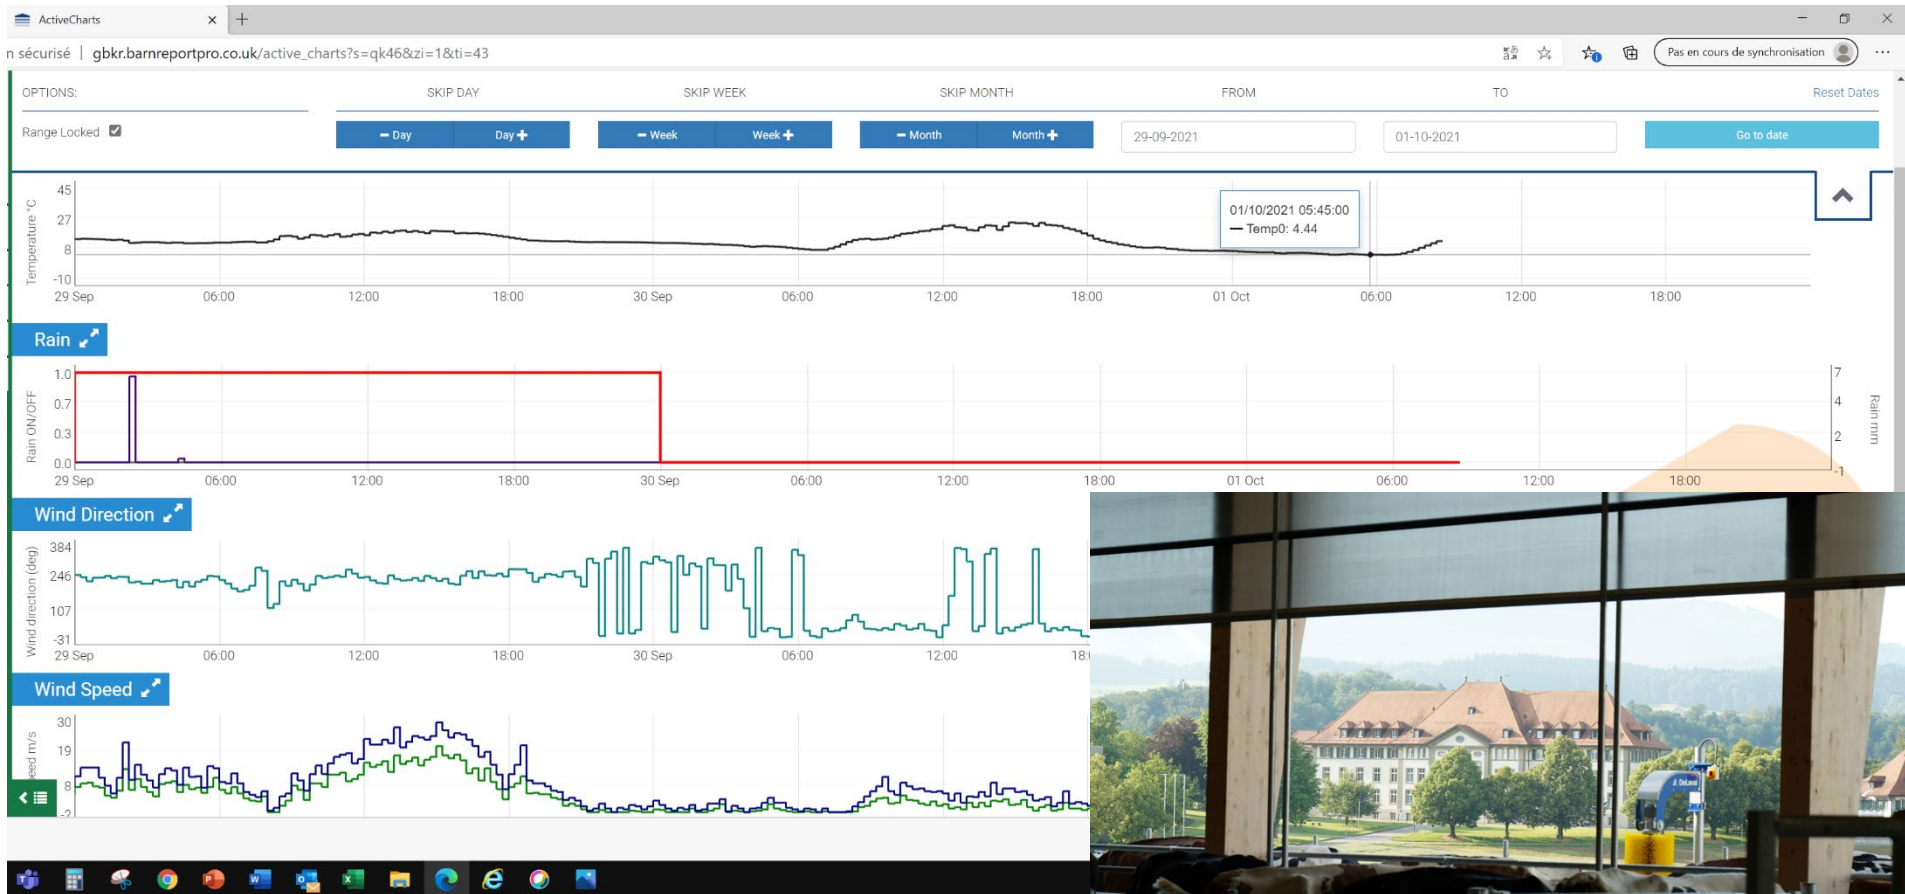 ActiveCharts
n sécurisé | gbkr.barnreportpro.co.uk/active_charts?s=qk46&zi=1&ti=43
Pas en cours de synchronisation
OPTIONS: SKIP DAY SKIP WEEK SKIP MONTH FROM TO Reset Dates
Range Locked – Day Day + – Week Week + – Month Month + 29-09-2021 01-10-2021 Go to date
Temperature °C
45
27
8
-10
01/10/2021 05:45:00
— Temp0: 4.44
29 Sep 06:00 12:00 18:00 30 Sep 06:00 12:00 18:00 01 Oct 06:00 12:00 18:00
Rain
Rain ON/OFF
1.0
0.7
0.3
0.0
7
4
2
-1
Rain mm
29 Sep 06:00 12:00 18:00 30 Sep 06:00 12:00 18:00 01 Oct 06:00 12:00 18:00
Wind Direction
Wind direction (deg)
384
246
107
-31
29 Sep 06:00 12:00 18:00 30 Sep 06:00 12:00 18:
Wind Speed
eed m/s
30
19
8
-2
DeLaval